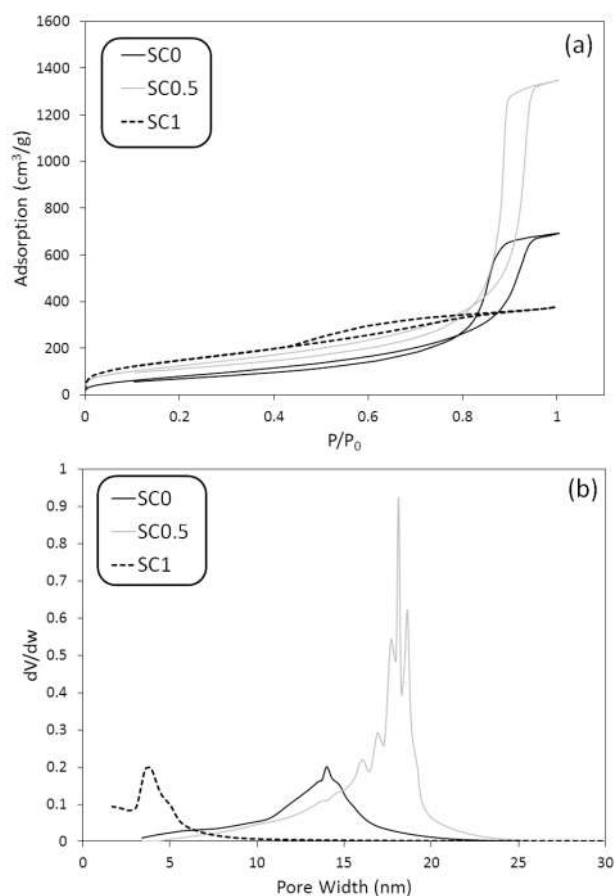 (a)
SC0
SC0.5
SC1
1600
1400
1200
1000
800
600
400
200
0
Adsorption (cm³/g)
0 0.2 0.4 0.6 0.8 1
P/P₀
(b)
SC0
SC0.5
SC1
1
0.9
0.8
0.7
0.6
0.5
0.4
0.3
0.2
0.1
0
dV/dw
0 5 10 15 20 25 30
Pore Width (nm)